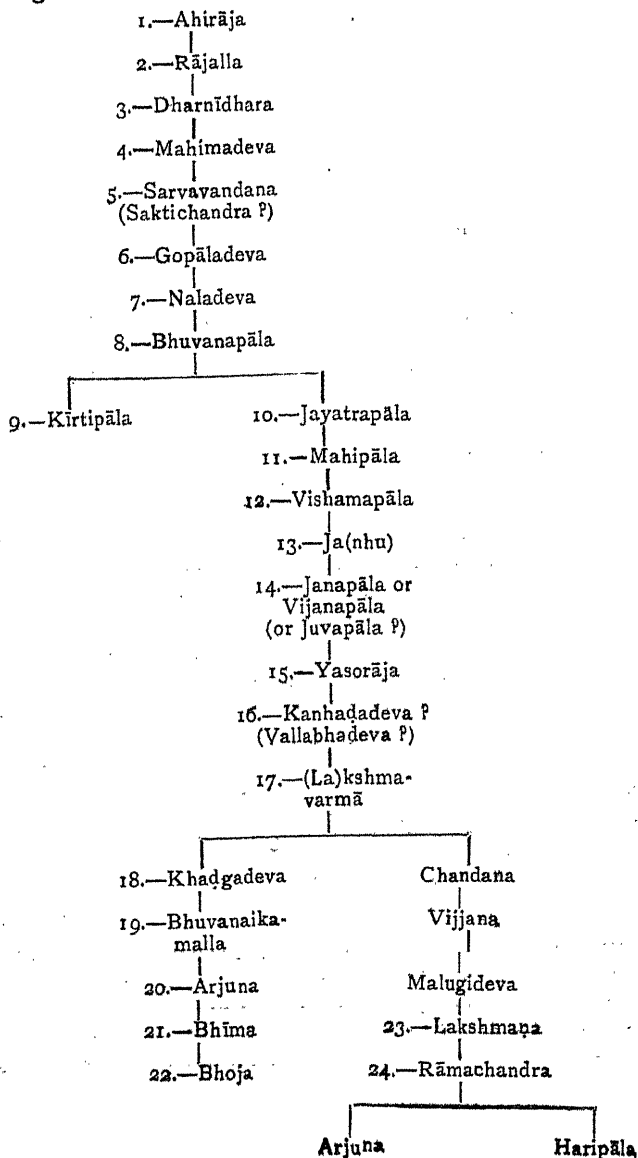 1.—Ahirāja
2.—Rājalla
3.—Dharnīdhara
4.—Mahimadeva
5.—Sarvavandana
(Saktichandra ?)
6.—Gopāladeva
7.—Naladeva
8.—Bhuvanapāla
9.—Kīrtipāla
10.—Jayatrapāla
11.—Mahipāla
12.—Vishamapāla
13.—Ja(nhu)
14.—Janapāla or
Vijanapāla
(or Juvapāla ?)
15.—Yasorāja
16.—Kanhaḍadeva ?
(Vallabhadeva ?)
17.—(La)kshma-
varmā
18.—Khaḍgadeva
Chandana
19.—Bhuvanaika-
malla
Vijjana
20.—Arjuna
Malugideva
21.—Bhīma
23.—Lakshmaṇa
22.—Bhoja
24.—Rāmachandra
Arjuna
Haripāla